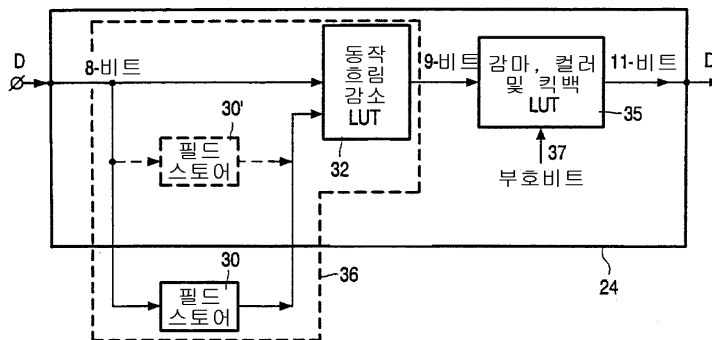 D
8-비트
동작
흐림
감소
LUT
32
9-비트
감마, 컬러
및 킥백
LUT
35
11-비트
D
37
부호비트
30'
필드
스토어
30
필드
스토어
36
24